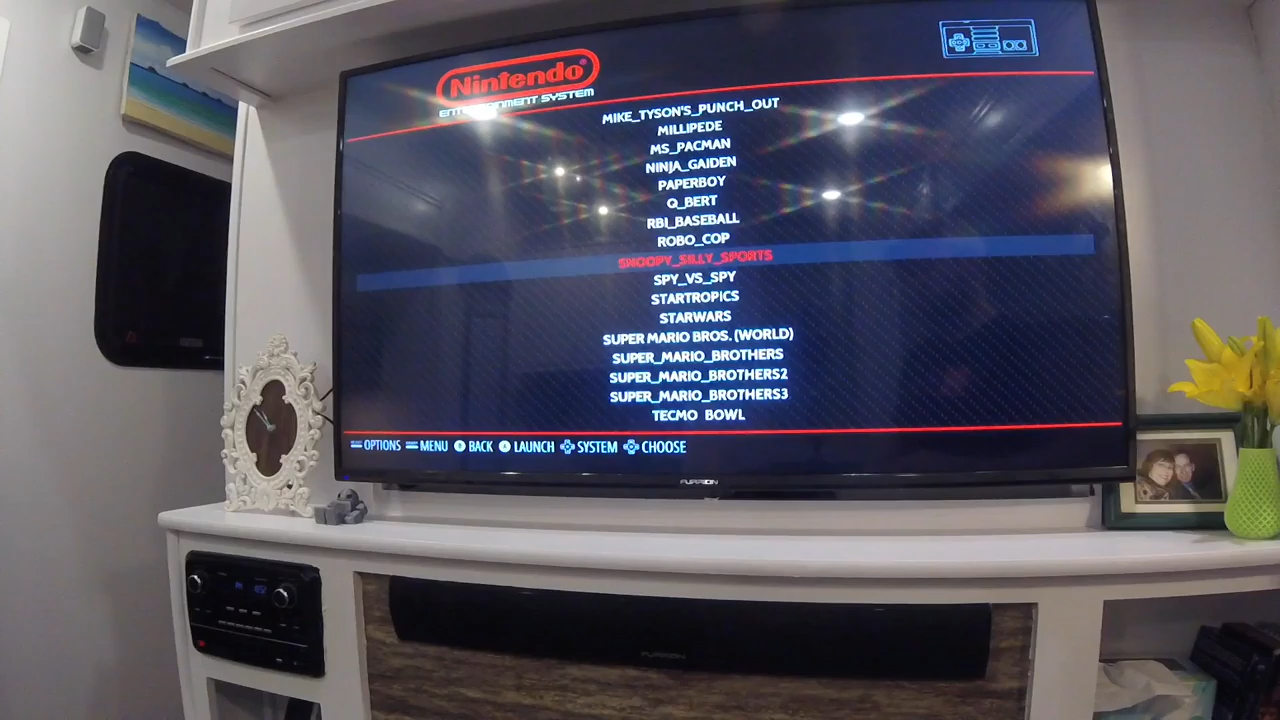 Nintendo
ENTERTAINMENT SYSTEM
MIKE_TYSON'S_PUNCH_OUT
MILLIPEDE
MS_PACMAN
NINJA_GAIDEN
PAPERBOY
Q_BERT
RBI_BASEBALL
ROBO_COP
SNOOPY_SILLY_SPORTS
SPY_VS_SPY
STARTROPICS
STARWARS
SUPER MARIO BROS. (WORLD)
SUPER_MARIO_BROTHERS
SUPER_MARIO_BROTHERS2
SUPER_MARIO_BROTHERS3
TECMO BOWL
OPTIONS MENU BACK LAUNCH SYSTEM CHOOSE
FURRION
FURRION